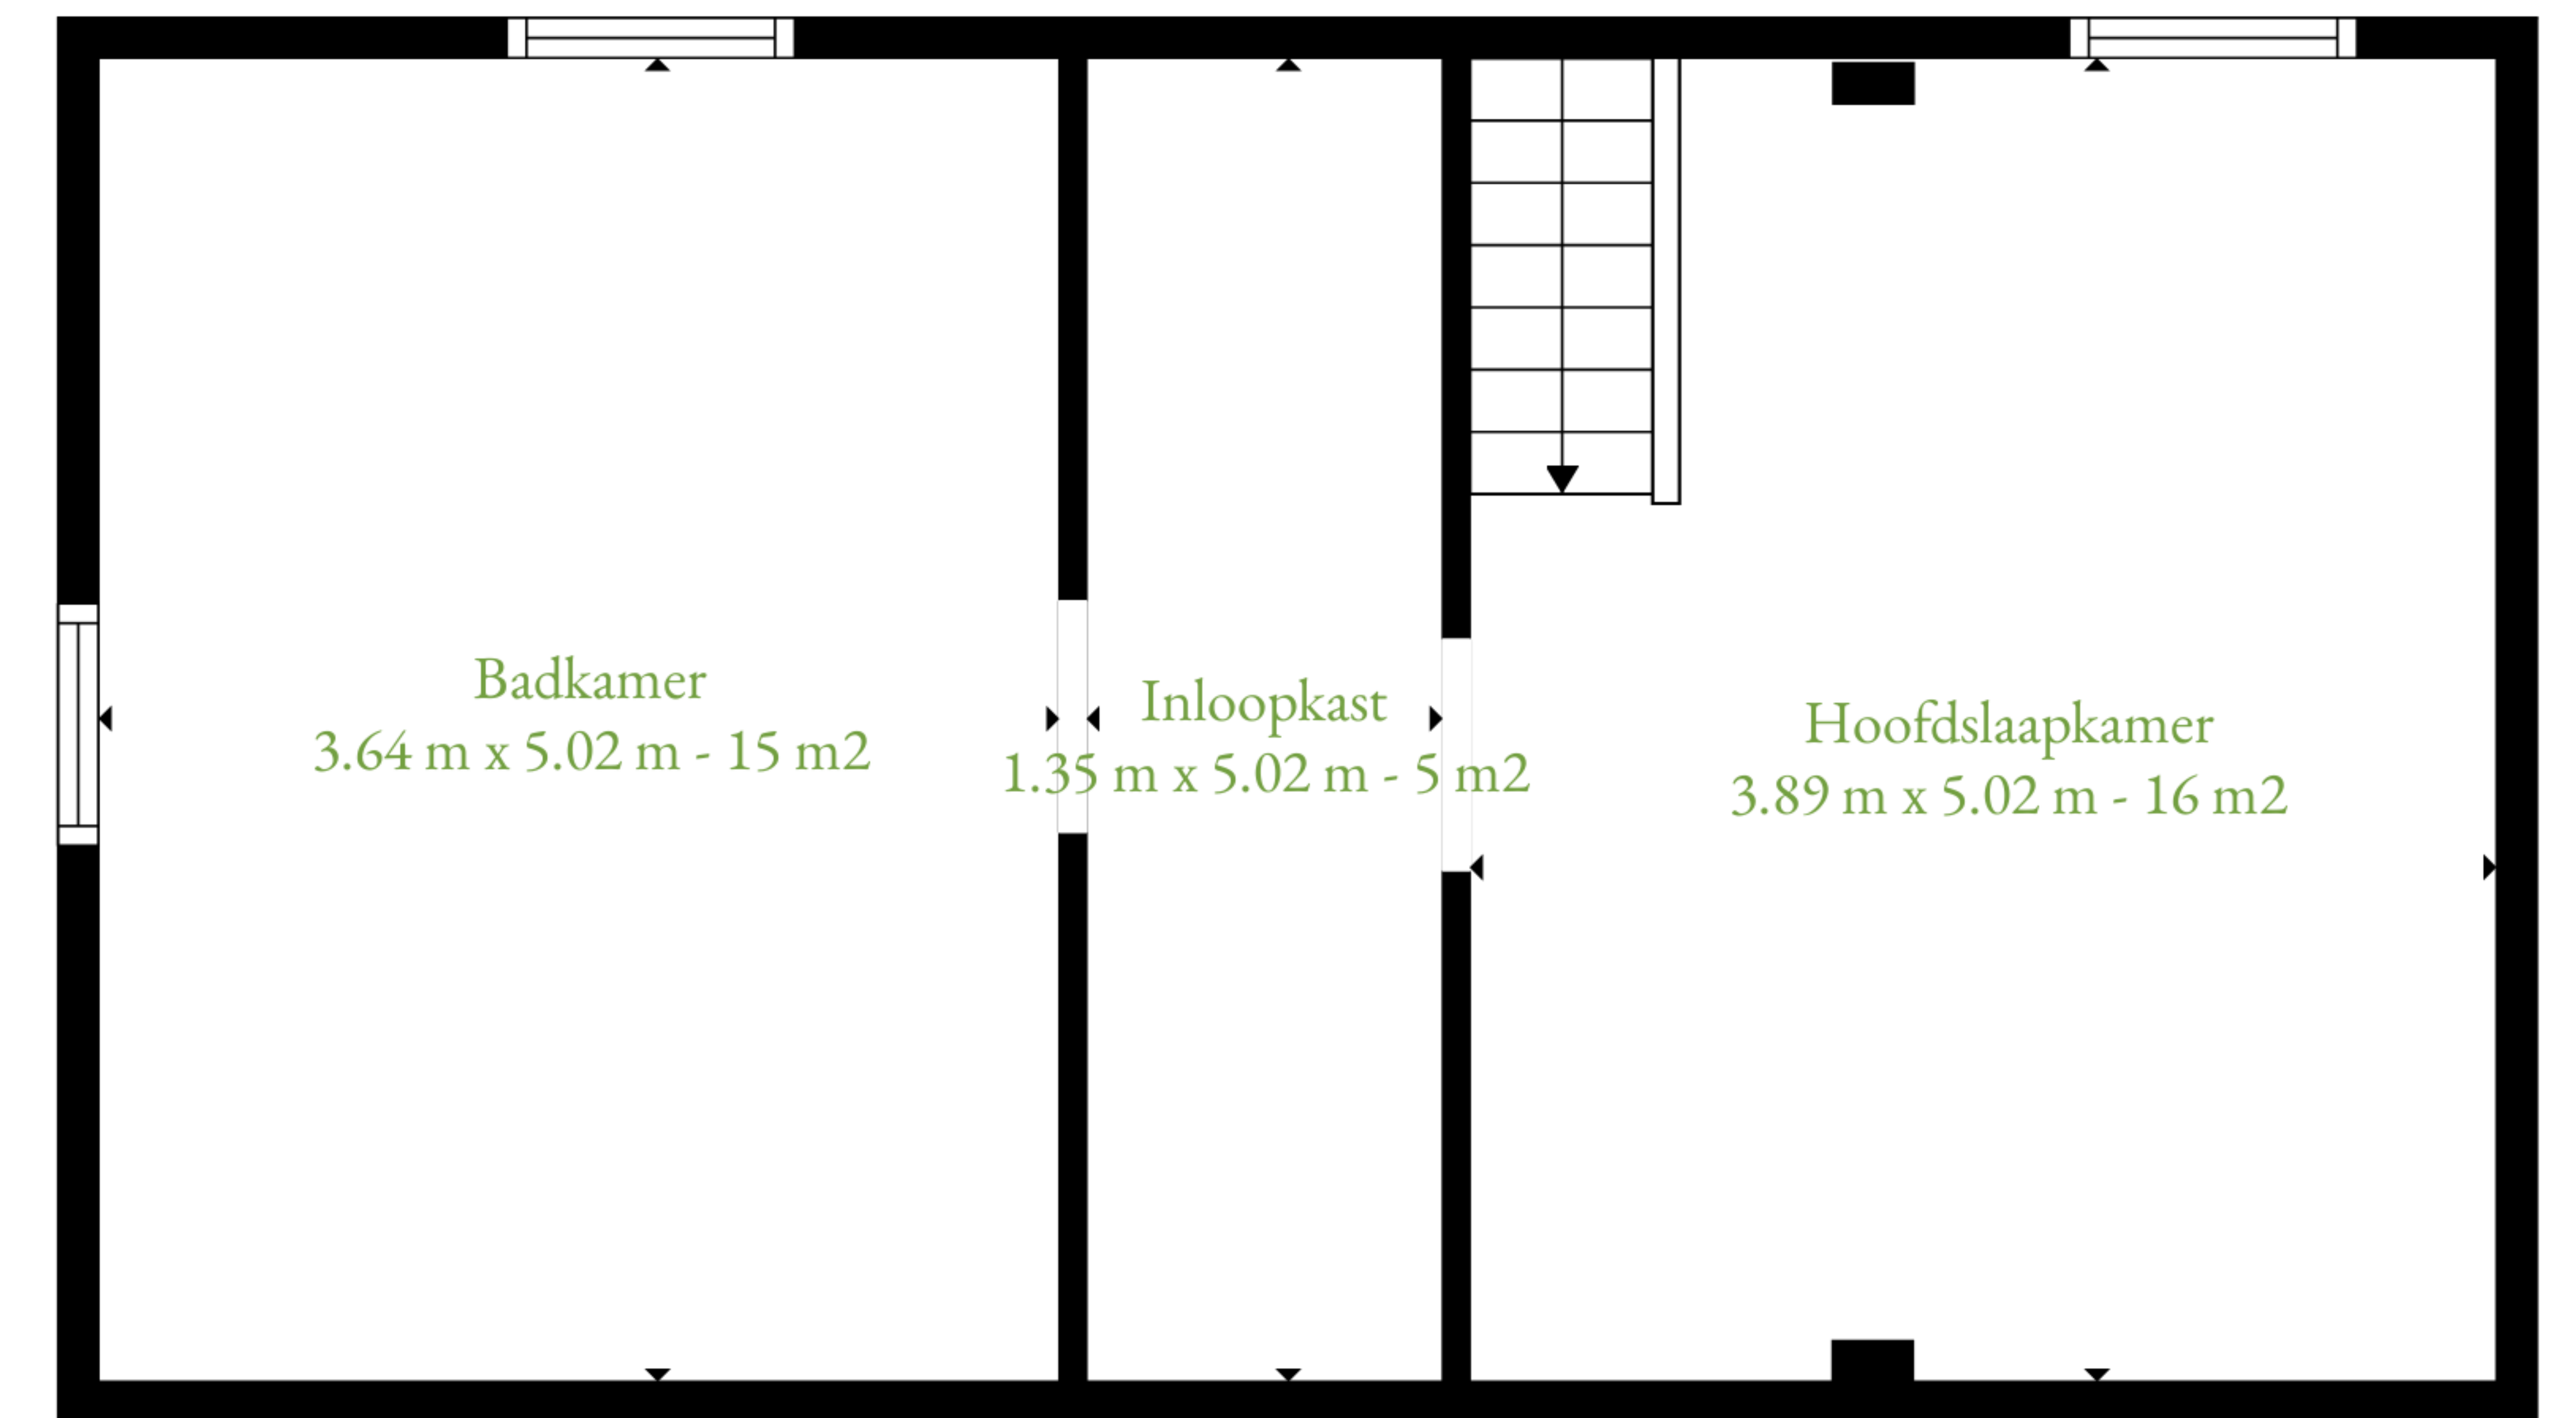 Badkamer
3.64 m x 5.02 m - 15 m2
Inloopkast
1.35 m x 5.02 m - 5 m2
Hoofdslaapkamer
3.89 m x 5.02 m - 16 m2